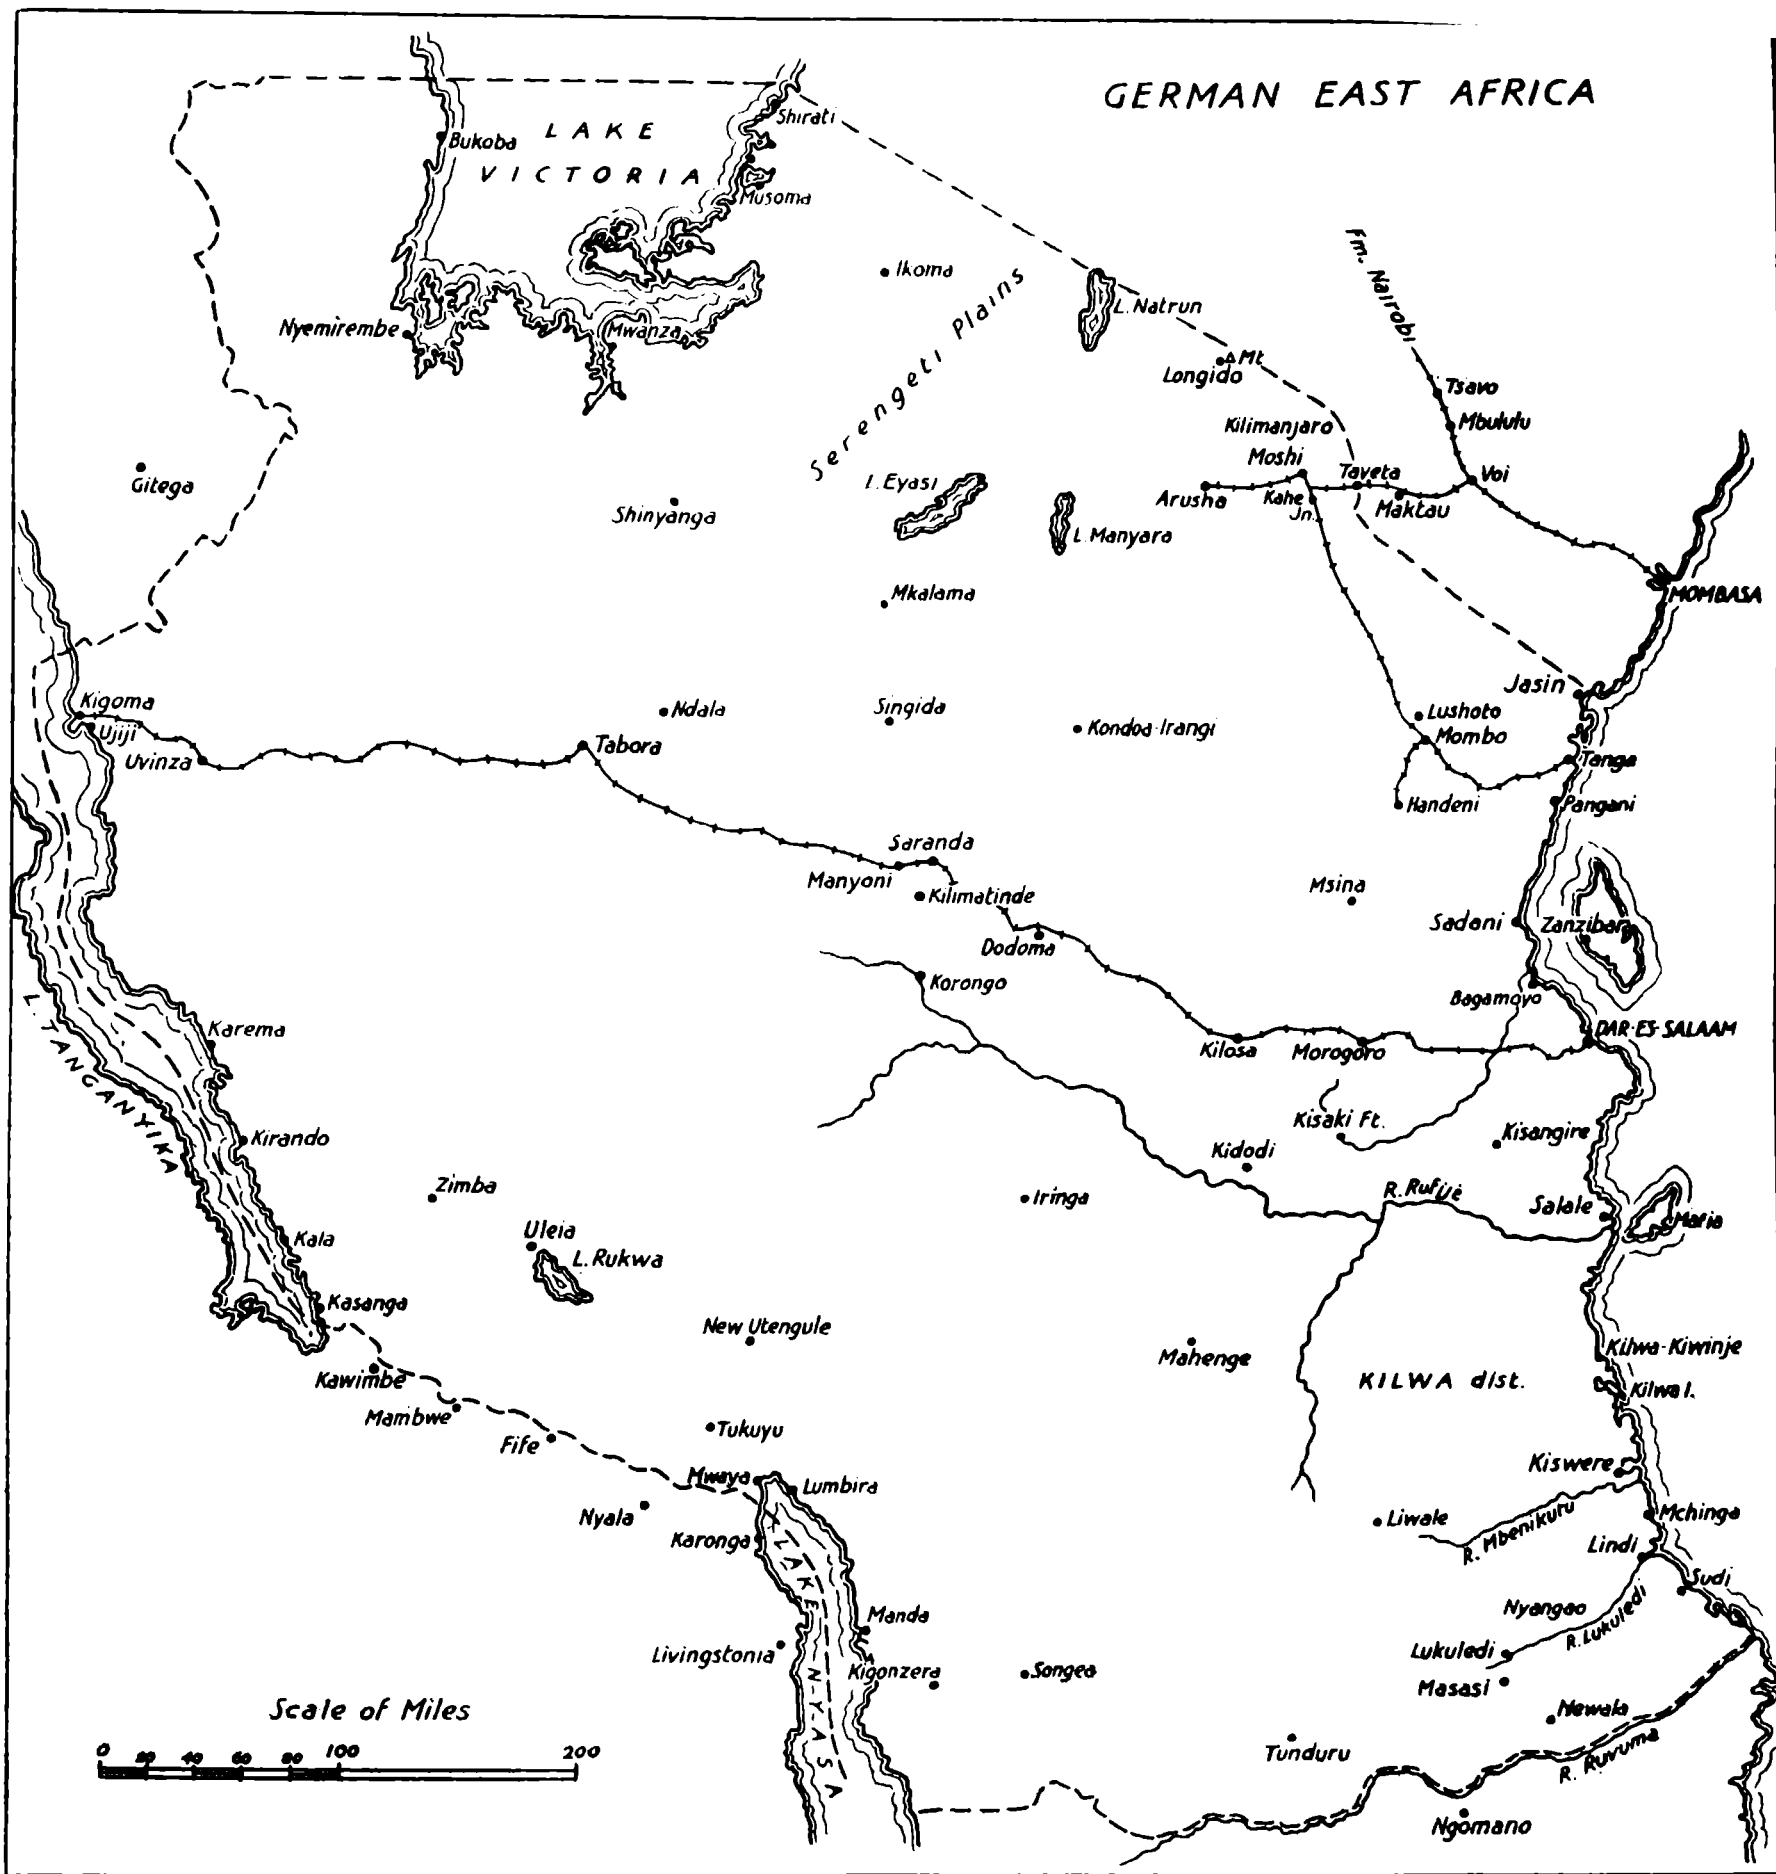 GERMAN EAST AFRICA
Shirati
LAKE
VICTORIA
Bukoba
Musoma
Ikoma
Serengeti Plains
L. Natrun
Fm. Nairobi
Nyemirembe
Mwanza
Mt
Longido
Tsavo
Mbululu
Kilimanjaro
Moshi
Taveta
Voi
Gitega
Shinyanga
L. Eyasi
L. Manyara
Arusha
Kahe
Jn.
Maktau
Mkalama
MOMBASA
Jasin
Kigoma
Ujiji
Uvinza
Ndala
Tabora
Singida
Kondoa-Irangi
Lushoto
Mombo
Tanga
Handeni
Pangani
Saranda
Manyoni
Kilimatinde
Msina
Sadani
Zanzibar
Dodoma
Korongo
Bagamoyo
DAR-ES-SALAAM
L. TANGANYIKA
Karema
Kilosa
Morogoro
Kisaki Ft.
Kisangire
Kirando
Kidodi
Zimba
Iringa
R. Rufije
Salale
Mafia
Kala
Uleia
L. Rukwa
Kasanga
New Utengule
Mahenge
Kilwa-Kiwinje
KILWA dist.
Kilwa I.
Kawimbe
Mambwe
Fife
Tukuyu
Mwaya
Lumbira
Kiswere
Nyala
Karonga
Liwale
R. Mbenikuru
Mchinga
Lindi
LAKE NYASA
Sudi
Manda
Nyangao
R. Lukuledi
Livingstonia
Kigonzera
Songea
Lukuledi
Masasi
Newala
Scale of Miles
0 20 40 60 80 100 200
Tunduru
R. Ruvuma
Ngomano